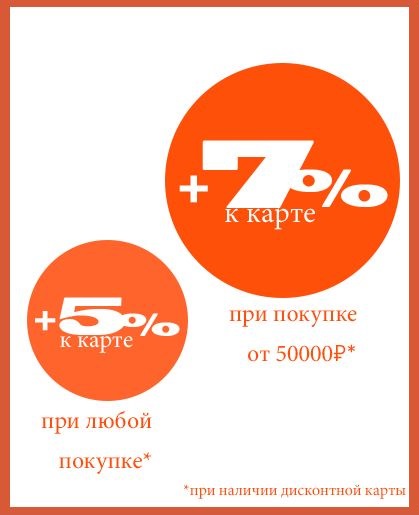 +7%
к карте
при покупке
от 50000₽*
+5%
к карте
при любой
покупке*
*при наличии дисконтной карты